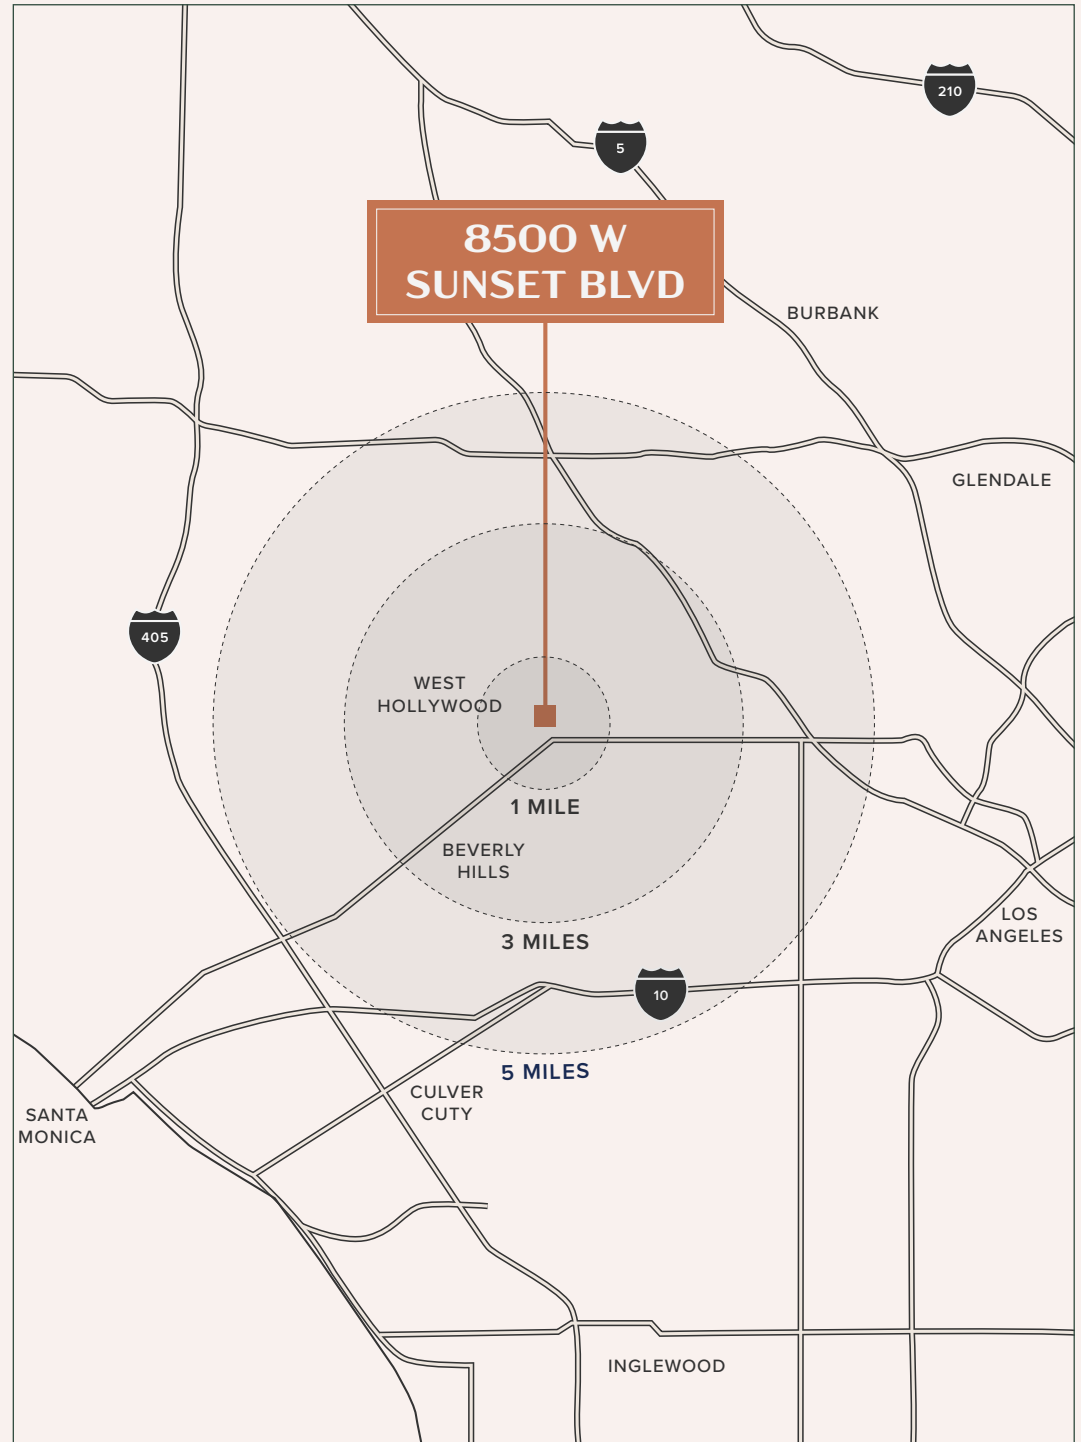 210
5
8500 W
SUNSET BLVD
BURBANK
GLENDALE
405
WEST
HOLLYWOOD
1 MILE
BEVERLY
HILLS
LOS
ANGELES
3 MILES
10
5 MILES
CULVER
CUTY
SANTA
MONICA
INGLEWOOD